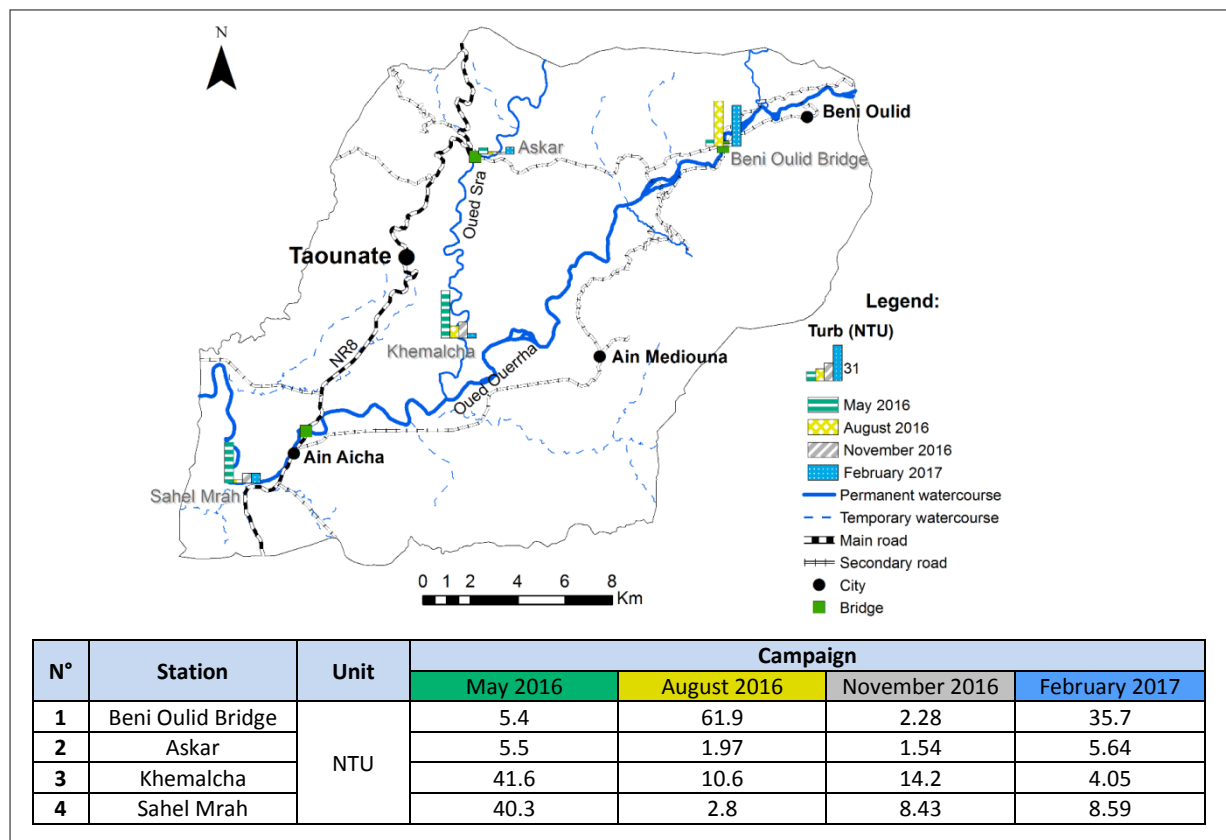 N
Beni Oulid
Askar
Beni Oulid Bridge
Oued Sra
Taounate
Legend:
Turb (NTU)
31
Khemalcha
NR8
Ain Mediouna
Oued Ouerrha
May 2016
August 2016
November 2016
February 2017
Ain Aicha
Sahel Mrah
Permanent watercourse
Temporary watercourse
Main road
Secondary road
City
Bridge
0 1 2 4 6 8
Km
N° Station Unit Campaign
May 2016 August 2016 November 2016 February 2017
1 Beni Oulid Bridge NTU 5.4 61.9 2.28 35.7
2 Askar 5.5 1.97 1.54 5.64
3 Khemalcha 41.6 10.6 14.2 4.05
4 Sahel Mrah 40.3 2.8 8.43 8.59